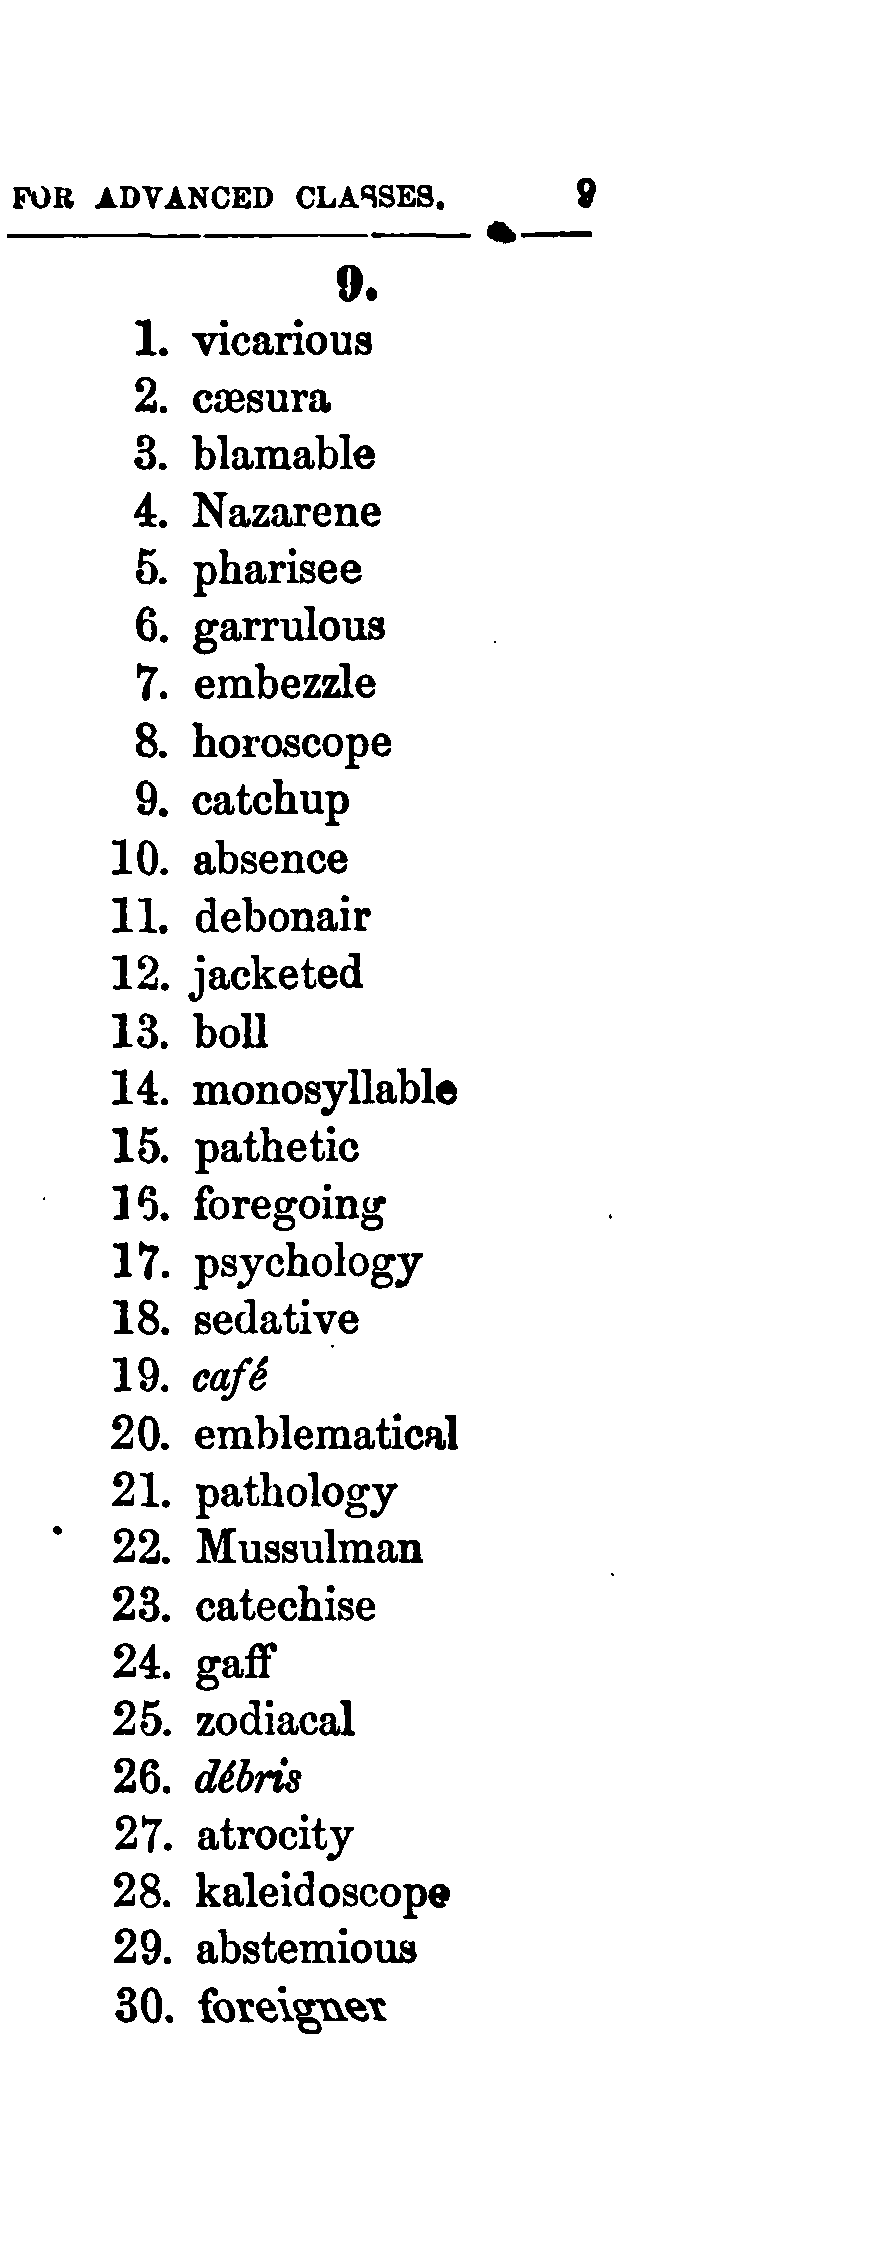 FOR ADVANCED CLASSES. 9
9.
1. vicarious
2. cæsura
3. blamable
4. Nazarene
5. pharisee
6. garrulous
7. embezzle
8. horoscope
9. catchup
10. absence
11. debonair
12. jacketed
13. boll
14. monosyllable
15. pathetic
16. foregoing
17. psychology
18. sedative
19. café
20. emblematical
21. pathology
22. Mussulman
23. catechise
24. gaff
25. zodiacal
26. débris
27. atrocity
28. kaleidoscope
29. abstemious
30. foreigner